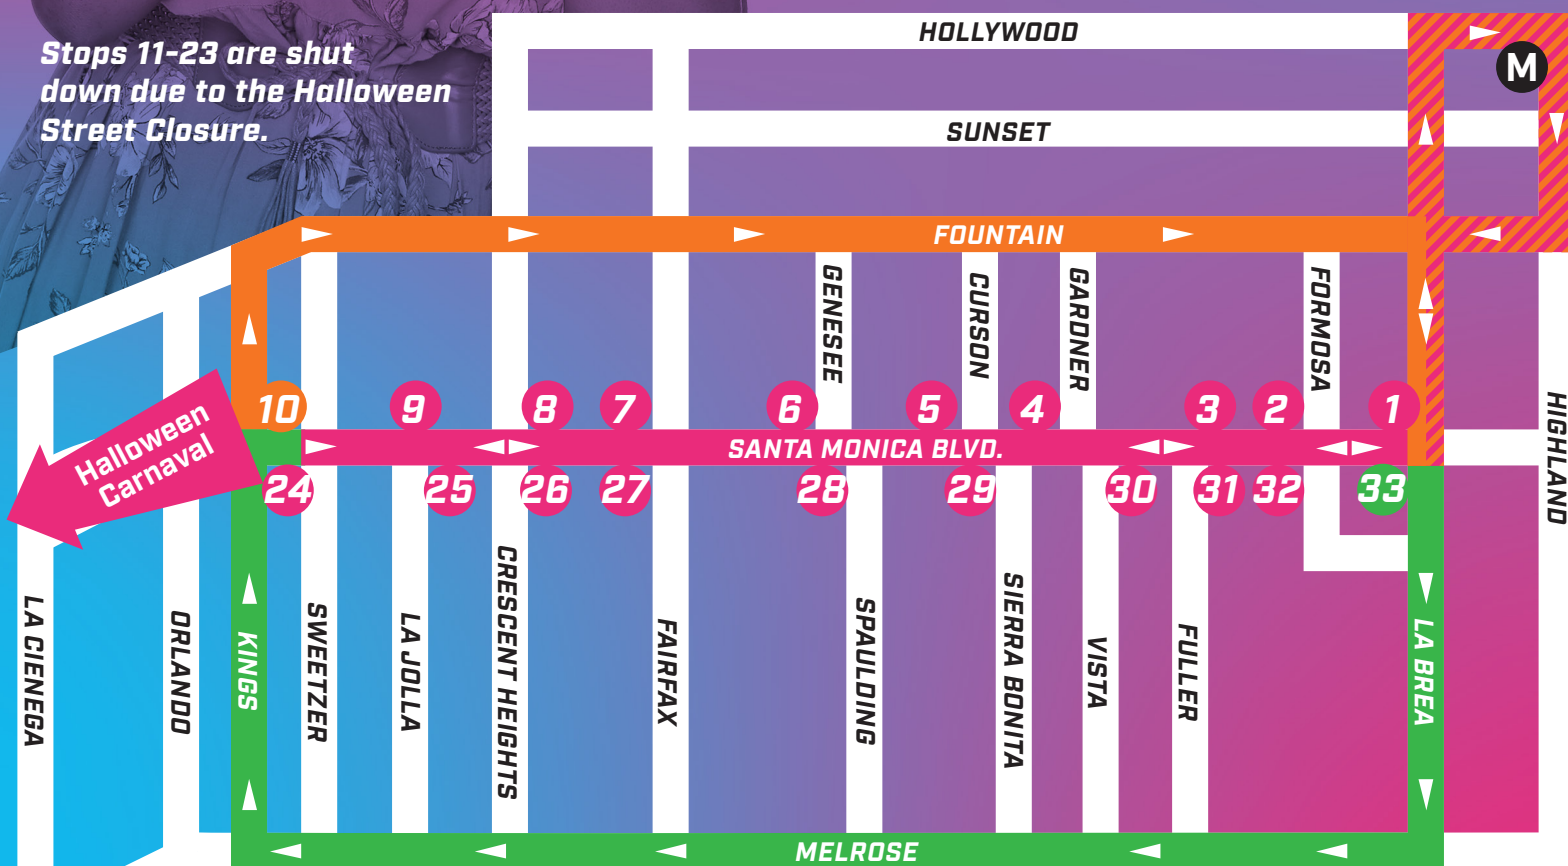 Stops 11-23 are shut
down due to the Halloween
Street Closure.
HOLLYWOOD
M
SUNSET
FOUNTAIN
GENESEE
CURSON
GARDNER
FORMOSA
HIGHLAND
10
9
8
7
6
5
4
3
2
1
Halloween
Carnaval
SANTA MONICA BLVD.
24
25
26
27
28
29
30
31
32
33
LA CIENEGA
ORLANDO
KINGS
SWEETZER
LA JOLLA
CRESCENT HEIGHTS
FAIRFAX
SPAULDING
SIERRA BONITA
VISTA
FULLER
LA BREA
MELROSE